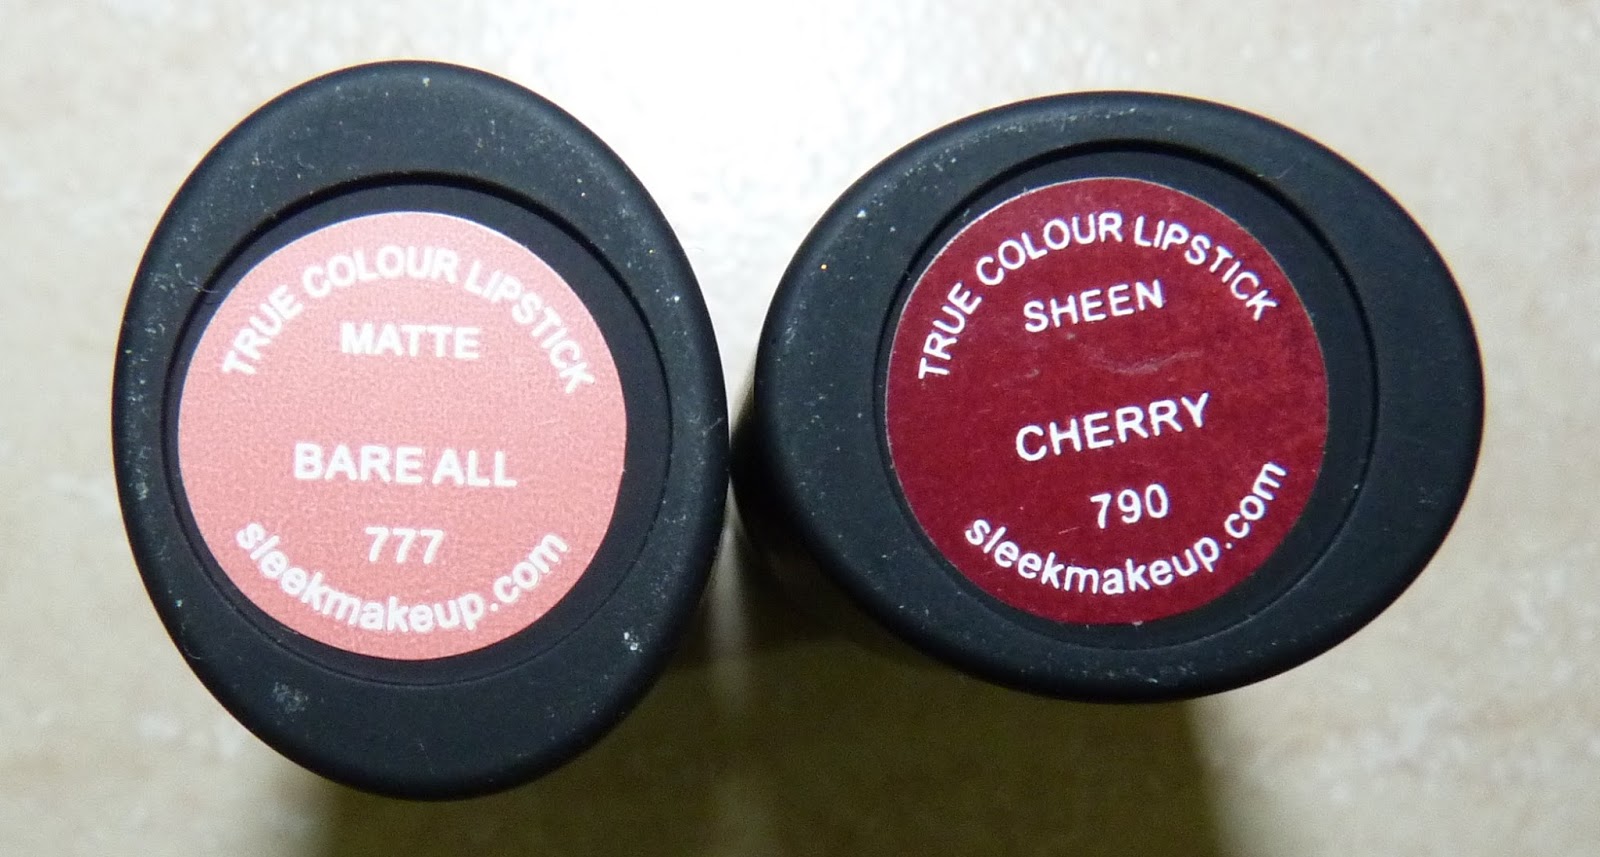 TRUE COLOUR LIPSTICK
MATTE
BARE ALL
777
sleekmakeup.com
TRUE COLOUR LIPSTICK
SHEEN
CHERRY
790
sleekmakeup.com